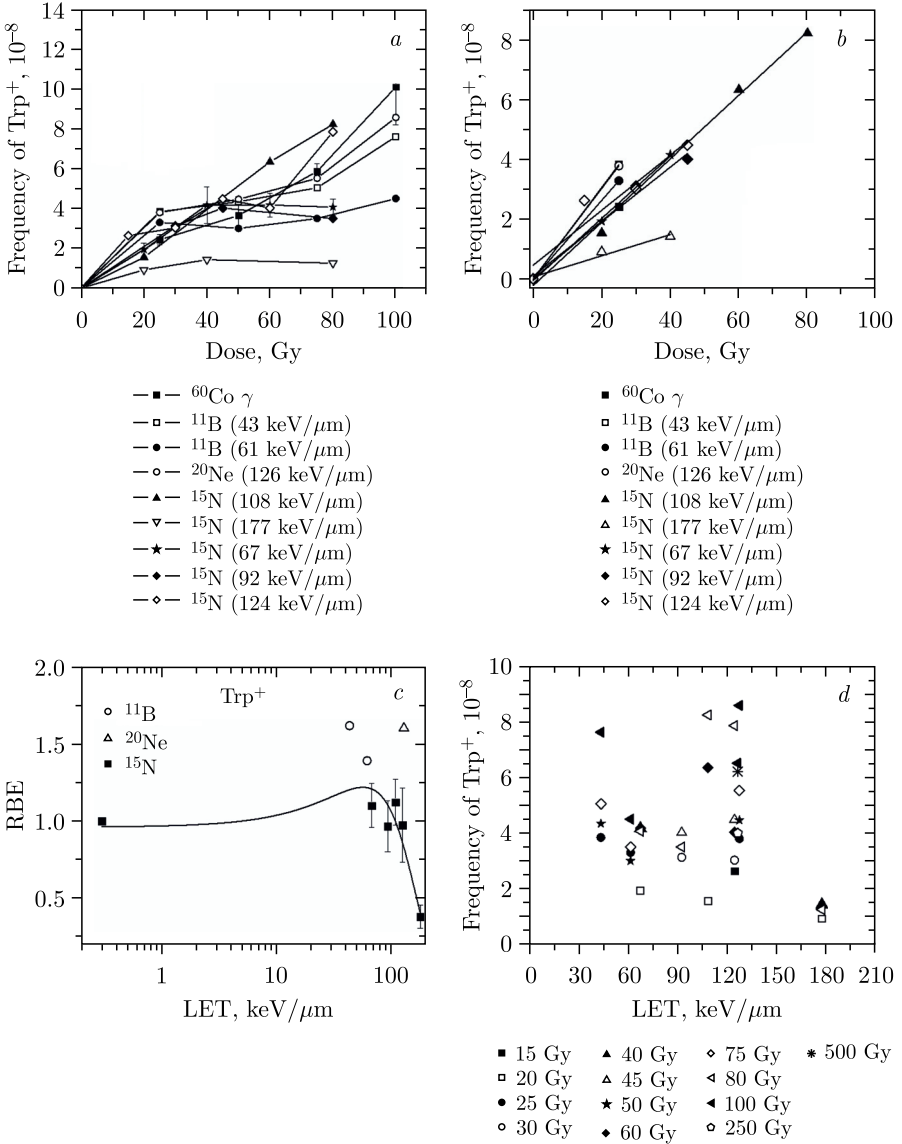 14
12
10
8
6
4
2
0
Frequency of Trp⁺, 10⁻⁸
a
0 20 40 60 80 100
Dose, Gy
8
6
4
2
0
Frequency of Trp⁺, 10⁻⁸
b
0 20 40 60 80 100
Dose, Gy
⁶⁰Co γ
¹¹B (43 keV/μm)
¹¹B (61 keV/μm)
²⁰Ne (126 keV/μm)
¹⁵N (108 keV/μm)
¹⁵N (177 keV/μm)
¹⁵N (67 keV/μm)
¹⁵N (92 keV/μm)
¹⁵N (124 keV/μm)
⁶⁰Co γ
¹¹B (43 keV/μm)
¹¹B (61 keV/μm)
²⁰Ne (126 keV/μm)
¹⁵N (108 keV/μm)
¹⁵N (177 keV/μm)
¹⁵N (67 keV/μm)
¹⁵N (92 keV/μm)
¹⁵N (124 keV/μm)
2.0
1.5
1.0
0.5
RBE
Trp⁺
c
¹¹B
²⁰Ne
¹⁵N
1 10 100
LET, keV/μm
10
8
6
4
2
0
Frequency of Trp⁺, 10⁻⁸
d
0 30 60 90 120 150 180 210
LET, keV/μm
15 Gy 40 Gy 75 Gy 500 Gy
20 Gy 45 Gy 80 Gy
25 Gy 50 Gy 100 Gy
30 Gy 60 Gy 250 Gy